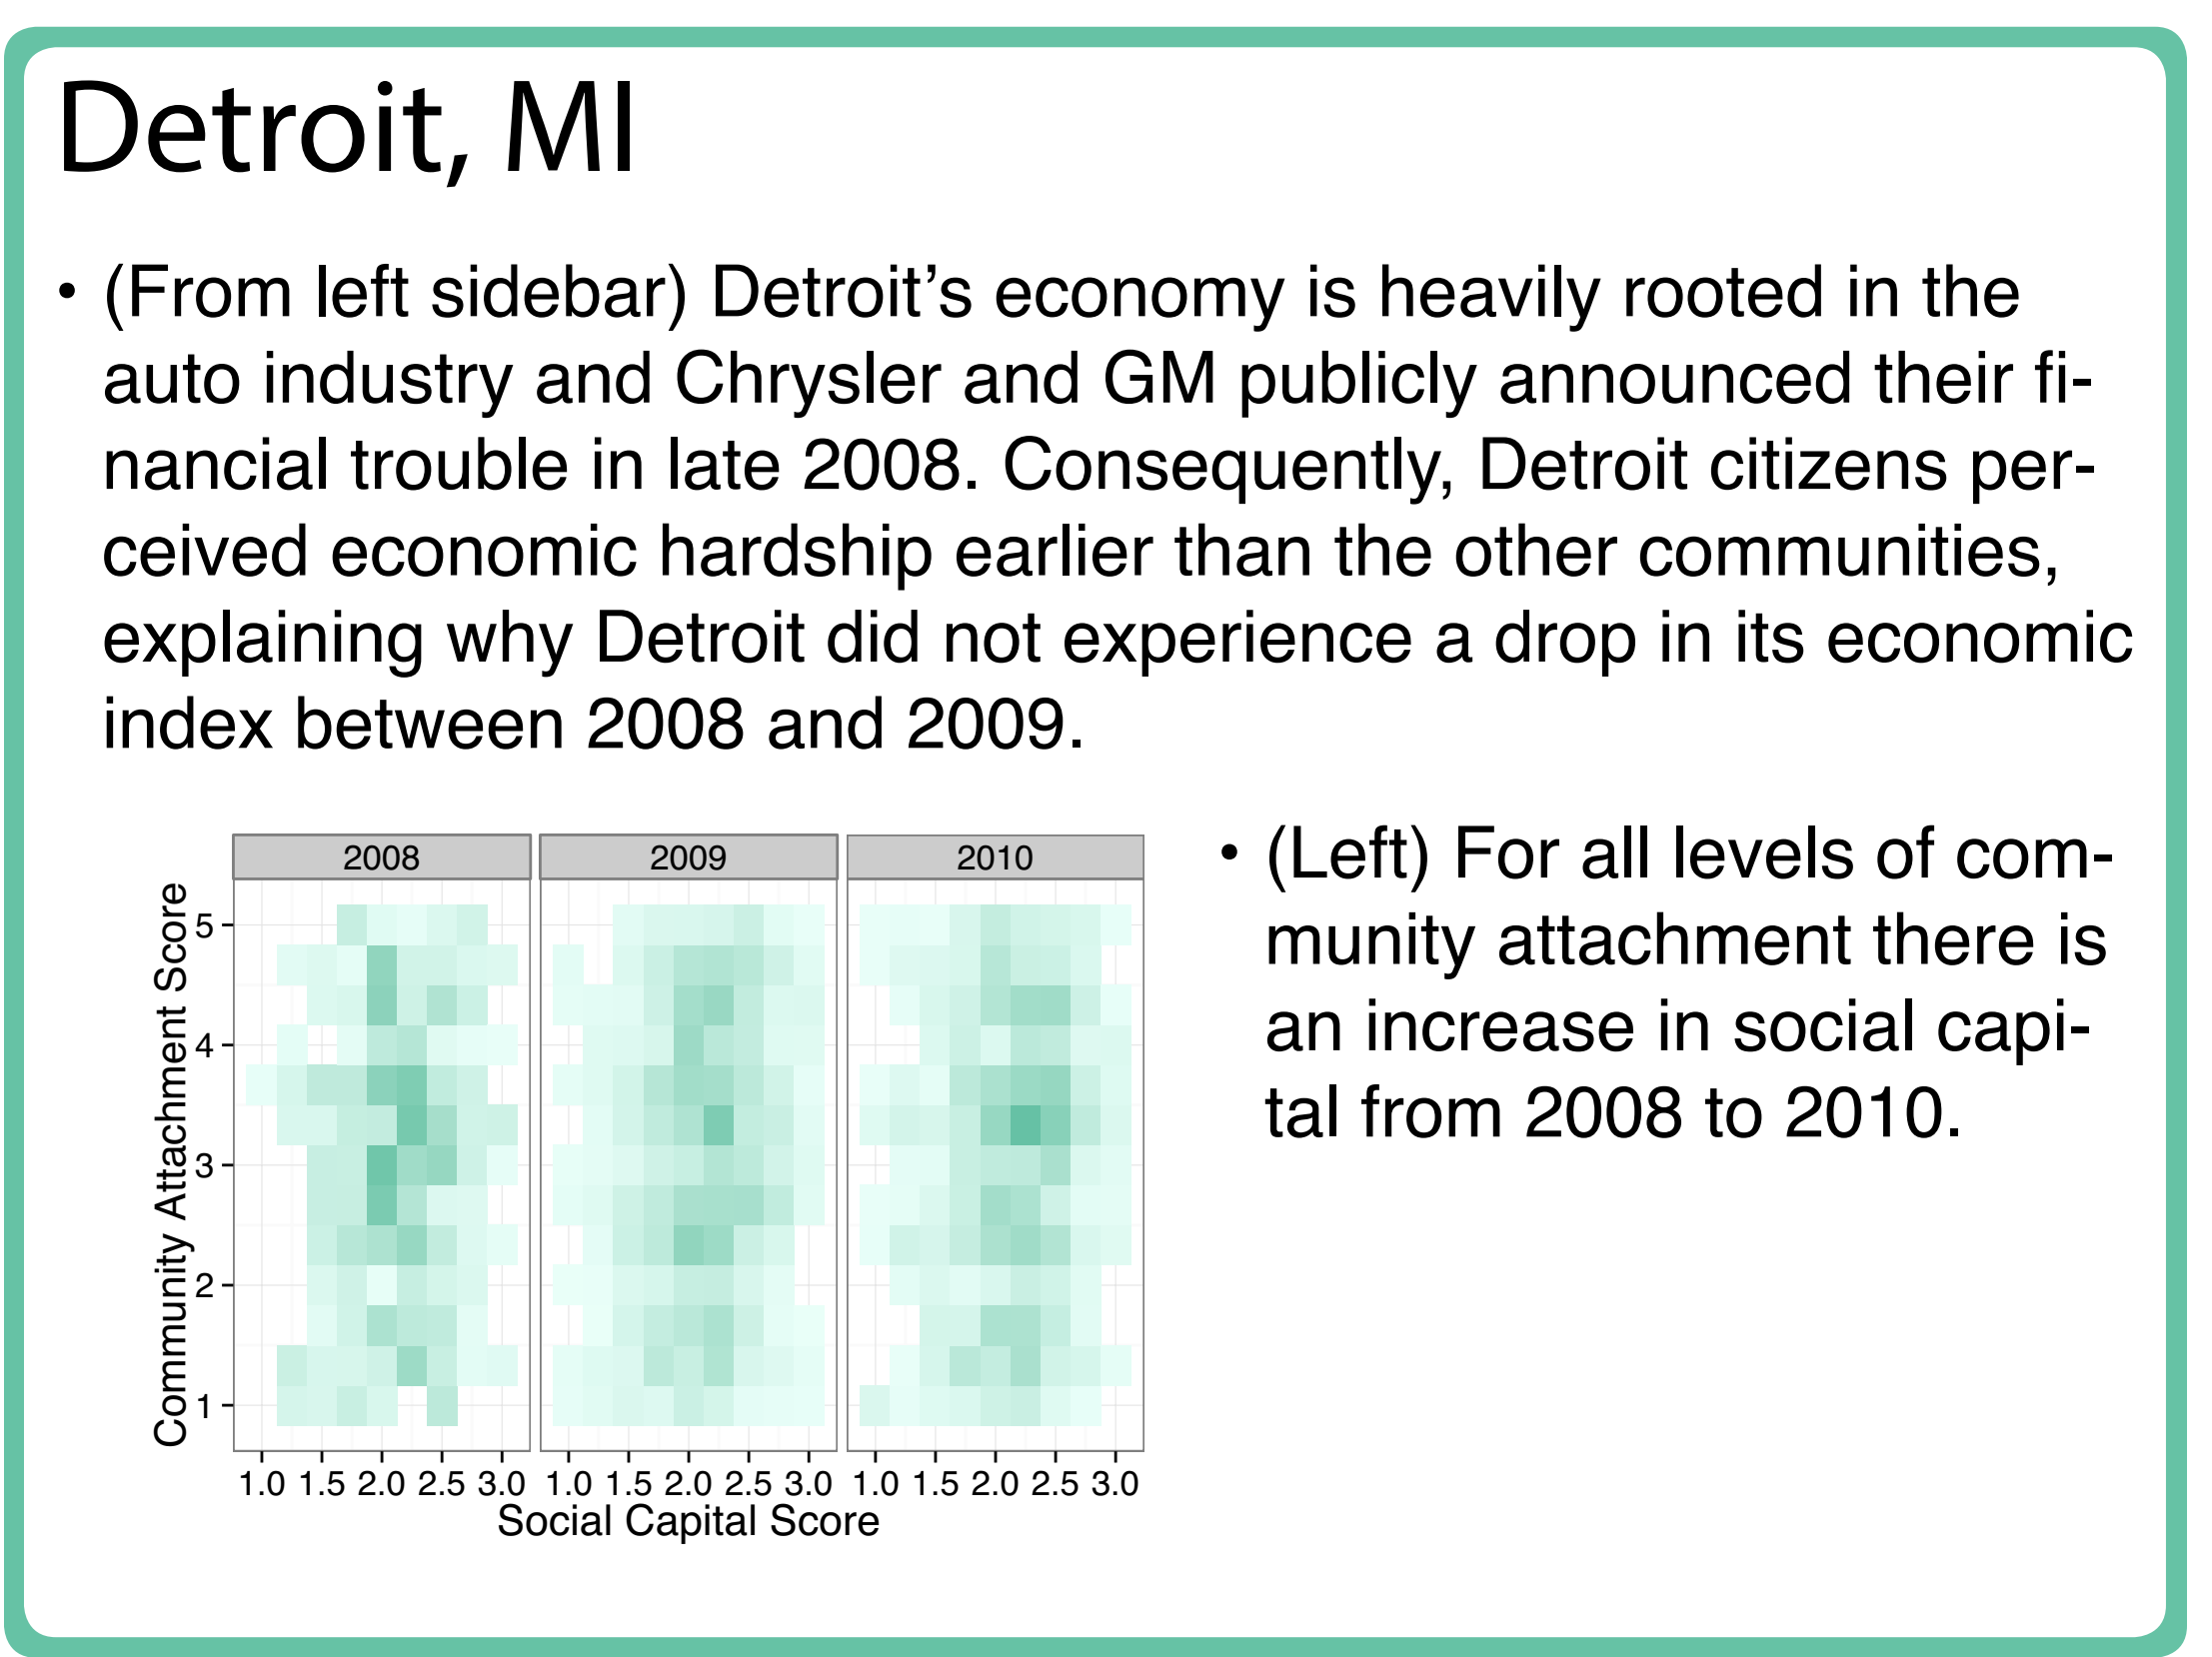 Detroit, MI
• (From left sidebar) Detroit’s economy is heavily rooted in the
auto industry and Chrysler and GM publicly announced their fi-
nancial trouble in late 2008. Consequently, Detroit citizens per-
ceived economic hardship earlier than the other communities,
explaining why Detroit did not experience a drop in its economic
index between 2008 and 2009.
2008 2009 2010
Community Attachment Score
5
4
3
2
1
1.0 1.5 2.0 2.5 3.0 1.0 1.5 2.0 2.5 3.0 1.0 1.5 2.0 2.5 3.0
Social Capital Score
• (Left) For all levels of com-
munity attachment there is
an increase in social capi-
tal from 2008 to 2010.